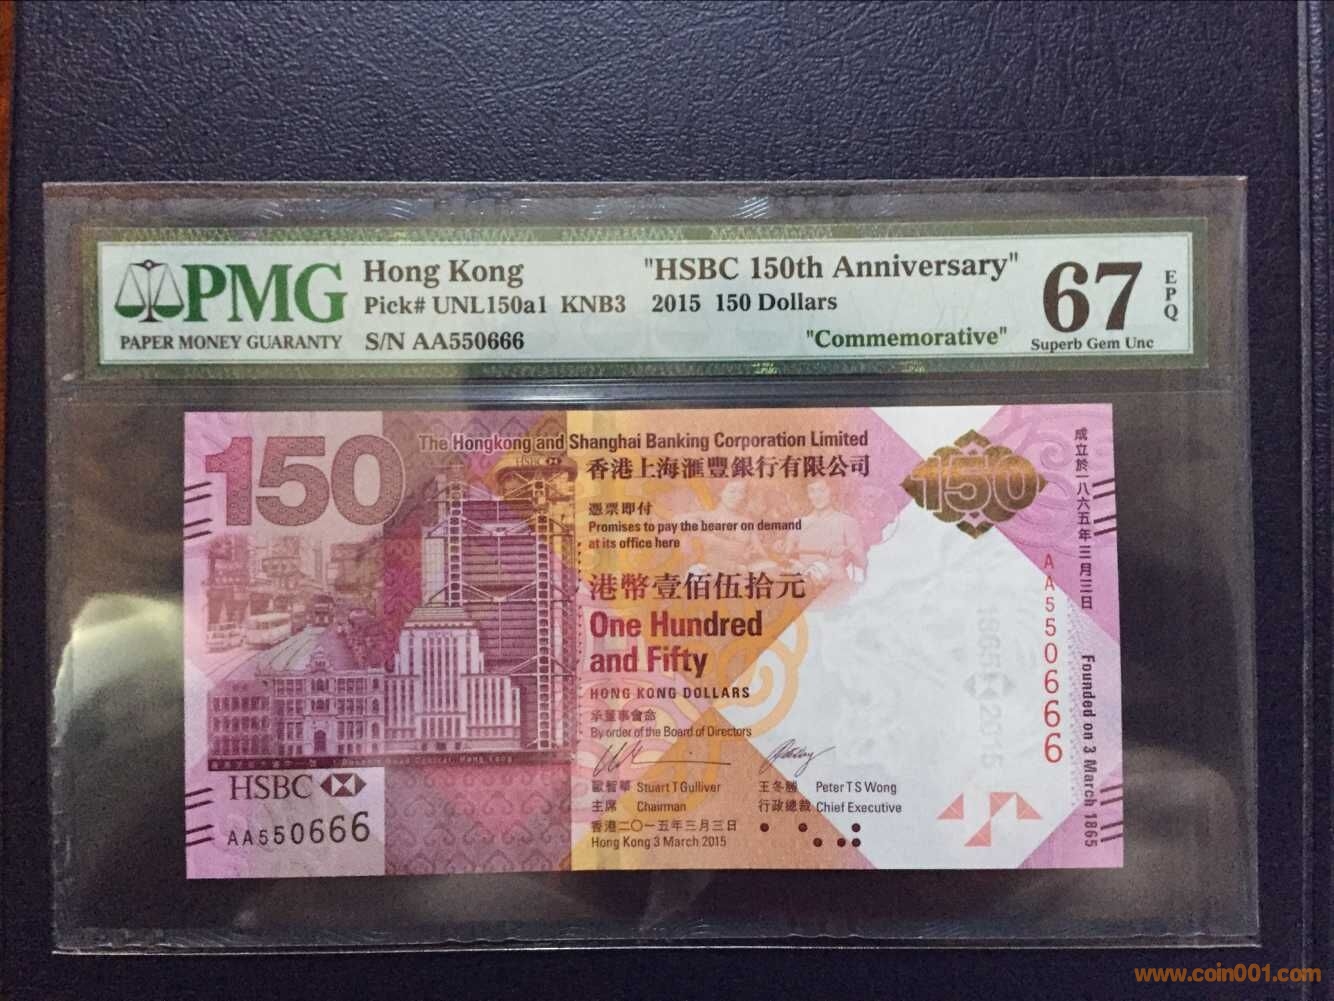 PMG
PAPER MONEY GUARANTY
Hong Kong
Pick# UNL150a1 KNB3
S/N AA550666
"HSBC 150th Anniversary"
2015 150 Dollars
"Commemorative"
67
EPQ
Superb Gem Unc
150
The Hongkong and Shanghai Banking Corporation Limited
HSBC
香港上海滙豐銀行有限公司
憑票即付
Promises to pay the bearer on demand
at its office here
港幣壹佰伍拾元
One Hundred
and Fifty
HONG KONG DOLLARS
承董事會命
By order of the Board of Directors
歐智華 Stuart T Gulliver
主席 Chairman
王冬勝 Peter T S Wong
行政總裁 Chief Executive
香港二〇一五年三月三日
Hong Kong 3 March 2015
HSBC
AA550666
150
成立於一八六五年三月三日
Founded on 3 March 1865
AA550666
1865 2015
www.coin001.com